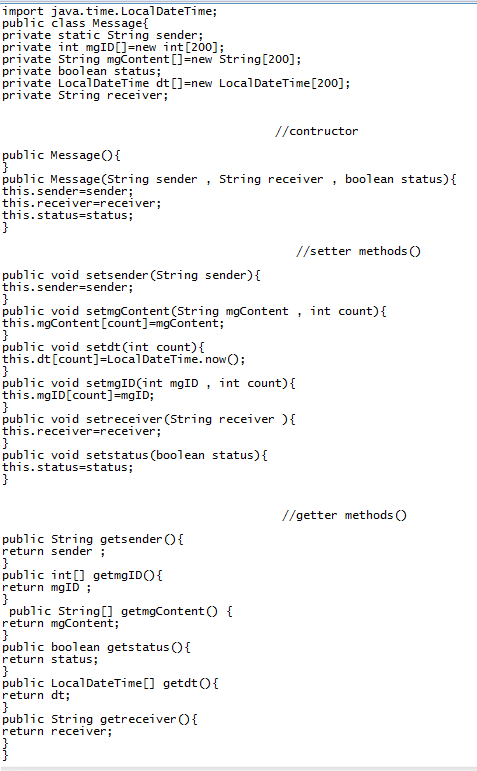 import java.time.LocalDateTime;
public class Message{
private static String sender;
private int mgID[]=new int[200];
private String mgContent[]=new String[200];
private boolean status;
private LocalDateTime dt[]=new LocalDateTime[200];
private String receiver;
//contructor
public Message(){
}
public Message(String sender , String receiver , boolean status){
this.sender=sender;
this.receiver=receiver;
this.status=status;
}
//setter methods()
public void setsender(String sender){
this.sender=sender;
}
public void setmgContent(String mgContent , int count){
this.mgContent[count]=mgContent;
}
public void setdt(int count){
this.dt[count]=LocalDateTime.now();
}
public void setmgID(int mgID , int count){
this.mgID[count]=mgID;
}
public void setreceiver(String receiver ){
this.receiver=receiver;
}
public void setstatus(boolean status){
this.status=status;
}
//getter methods()
public String getsender(){
return sender ;
}
public int[] getmgID(){
return mgID ;
}
public String[] getmgContent() {
return mgContent;
}
public boolean getstatus(){
return status;
}
public LocalDateTime[] getdt(){
return dt;
}
public String getreceiver(){
return receiver;
}
}